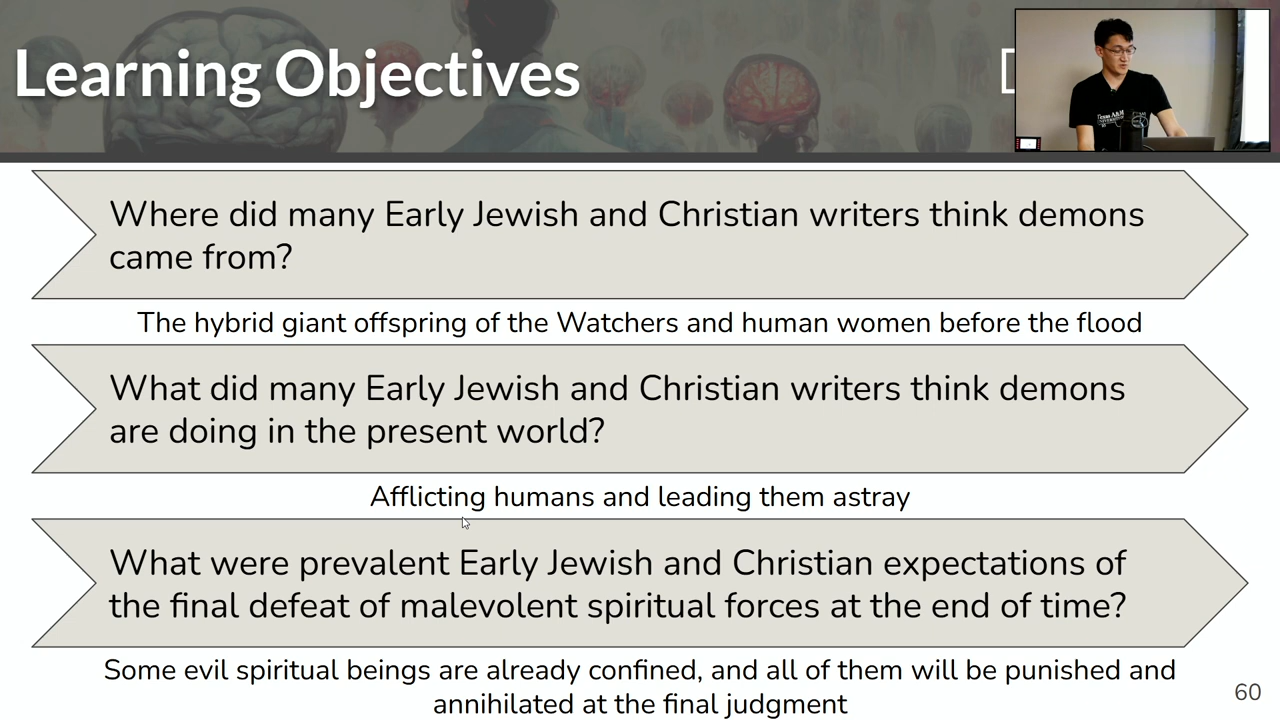 Learning Objectives
Where did many Early Jewish and Christian writers think demons
came from?
The hybrid giant offspring of the Watchers and human women before the flood
What did many Early Jewish and Christian writers think demons
are doing in the present world?
Afflicting humans and leading them astray
What were prevalent Early Jewish and Christian expectations of
the final defeat of malevolent spiritual forces at the end of time?
Some evil spiritual beings are already confined, and all of them will be punished and
annihilated at the final judgment
60